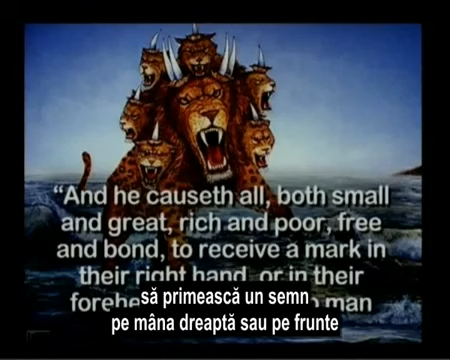 “And he causeth all, both small
and great, rich and poor, free
and bond, to receive a mark in
their right hand, or in their
man
să primească un semn
pe mâna dreaptă sau pe frunte